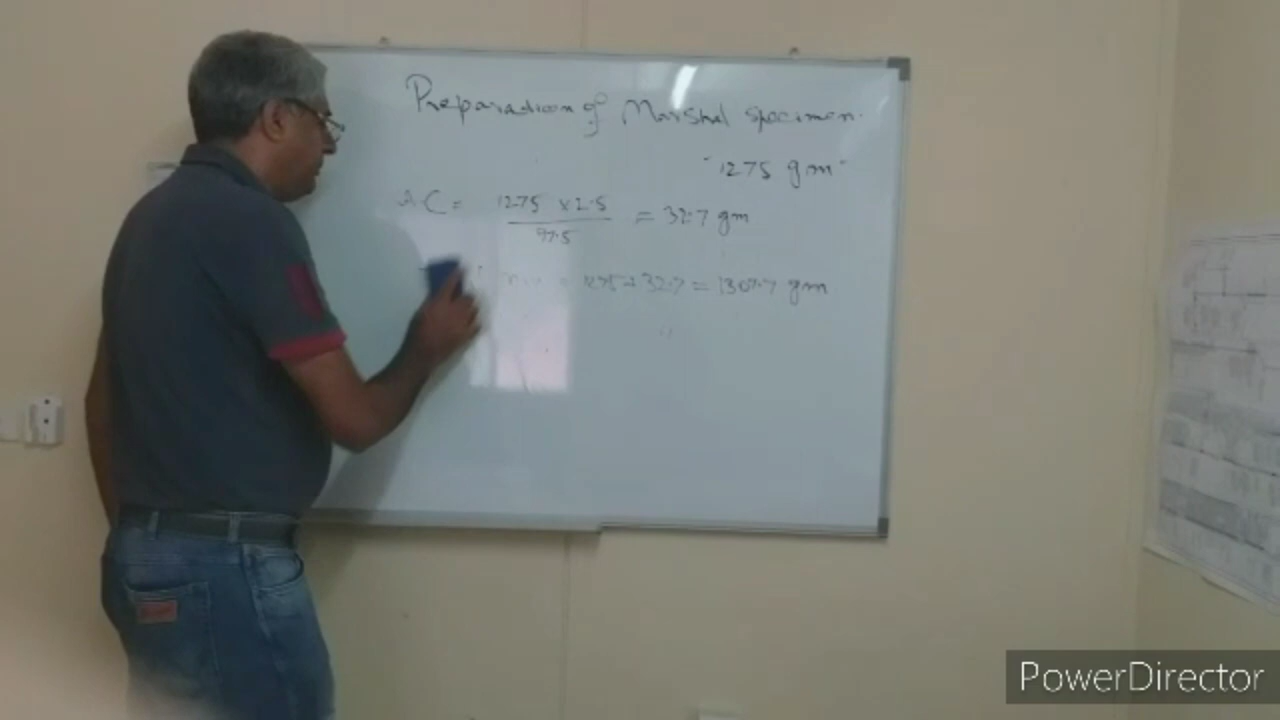 Preparation of Marshal specimen.
"1275 gm"
AC = 1275 x 2.5 / 97.5 = 32.7 gm
= 1275 + 32.7 = 1307.7 gm
PowerDirector